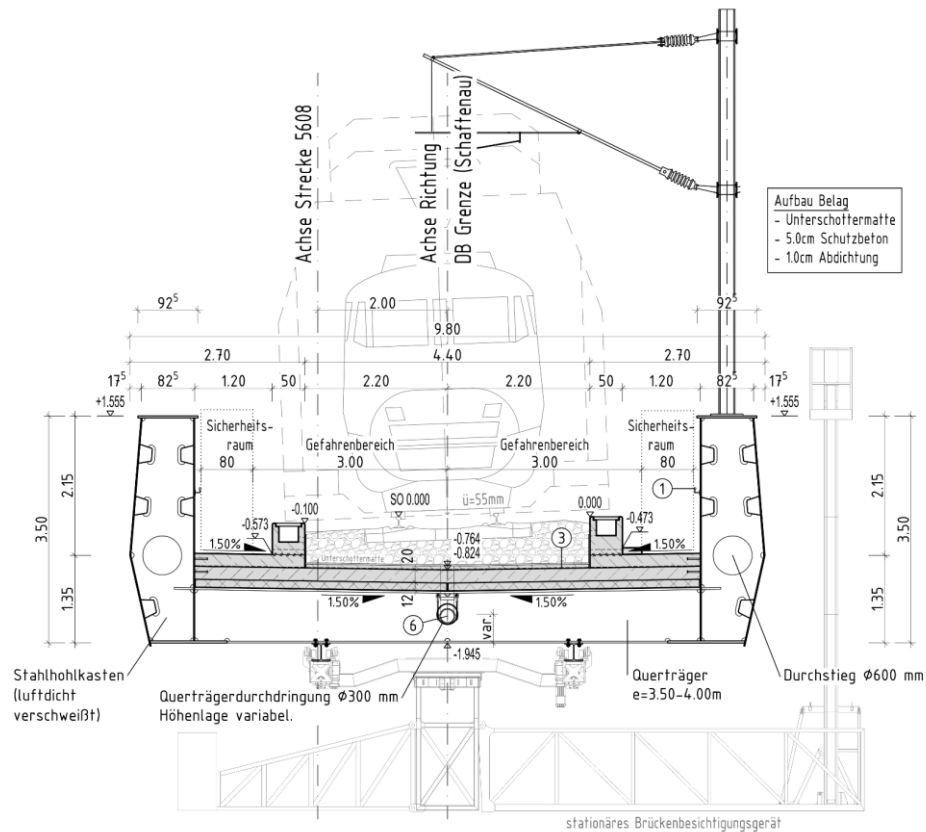 Achse Strecke 5608
Achse Richtung
DB Grenze (Schaftenau)
Aufbau Belag
- Unterschottermatte
- 5.0cm Schutzbeton
- 1.0cm Abdichtung
92⁵ 2.00 92⁵
9.80
2.70 4.40 2.70
17⁵ 82⁵ 1.20 50 2.20 2.20 50 1.20 82⁵ 17⁵
+1.555 +1.555
Sicherheits-
raum
Gefahrenbereich
Gefahrenbereich
Sicherheits-
raum
80 3.00 3.00 80
2.15 3.50 1.35
2.15 3.50 1.35
1
SO 0.000 ü=55mm
-0.100 0.000
-0.573 -0.473
-0.764
-0.824
3
1.50% 1.50%
Unterschottermatte
20
12
1.50% 1.50%
6
var.
-1.945
Stahlhohlkasten
(luftdicht
verschweißt)
Querträgerdurchdringung Ø300 mm
Höhenlage variabel.
Querträger
e=3.50-4.00m
Durchstieg Ø600 mm
stationäres Brückenbesichtigungsgerät